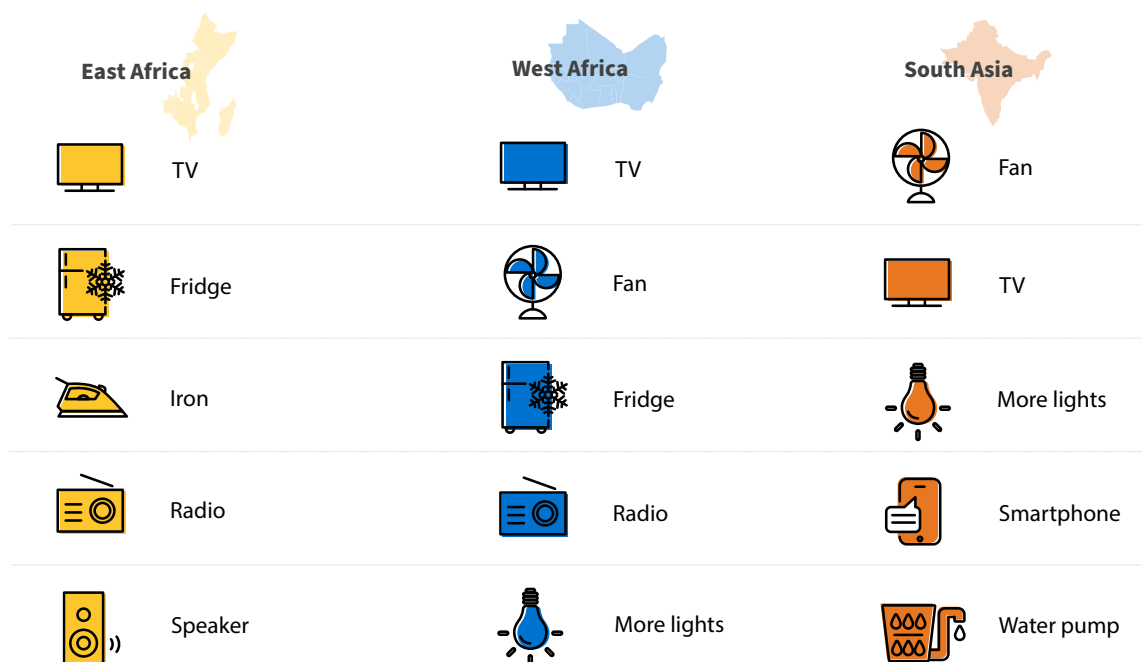 East Africa
West Africa
South Asia
TV
TV
Fan
Fridge
Fan
TV
Iron
Fridge
More lights
Radio
Radio
Smartphone
Speaker
More lights
Water pump